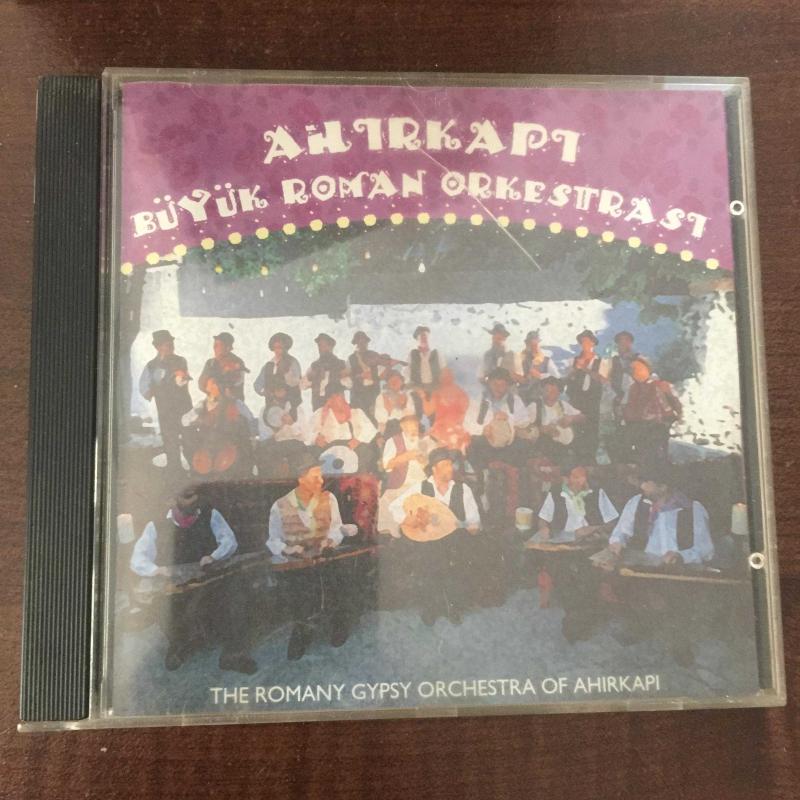 AHIRKAPI
BÜYÜK ROMAN ORKESTRASI
THE ROMANY GYPSY ORCHESTRA OF AHIRKAPI